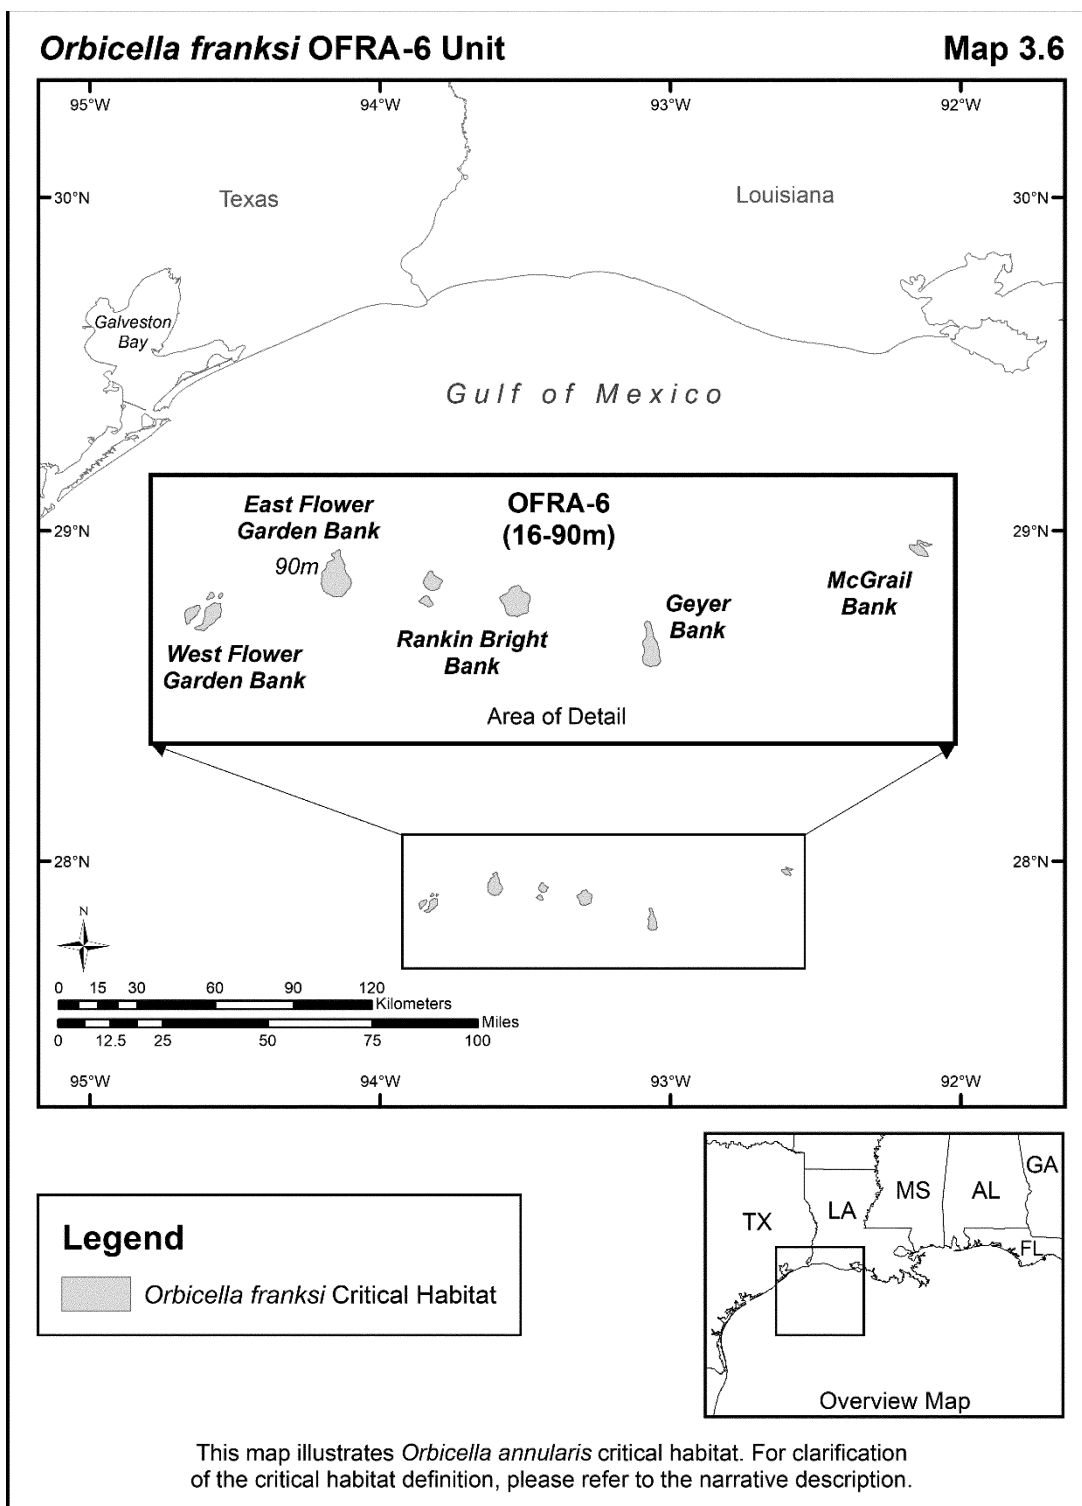 Orbicella franksi OFRA-6 Unit
Map 3.6
95°W
94°W
93°W
92°W
30°N
Texas
Louisiana
30°N
Galveston
Bay
Gulf of Mexico
29°N
29°N
East Flower
Garden Bank
90m
OFRA-6
(16-90m)
McGrail
Bank
Geyer
Bank
Rankin Bright
Bank
West Flower
Garden Bank
Area of Detail
28°N
28°N
N
0 15 30 60 90 120
Kilometers
Miles
0 12.5 25 50 75 100
95°W
94°W
93°W
92°W
Legend
Orbicella franksi Critical Habitat
TX
LA
MS
AL
GA
FL
Overview Map
This map illustrates Orbicella annularis critical habitat. For clarification
of the critical habitat definition, please refer to the narrative description.